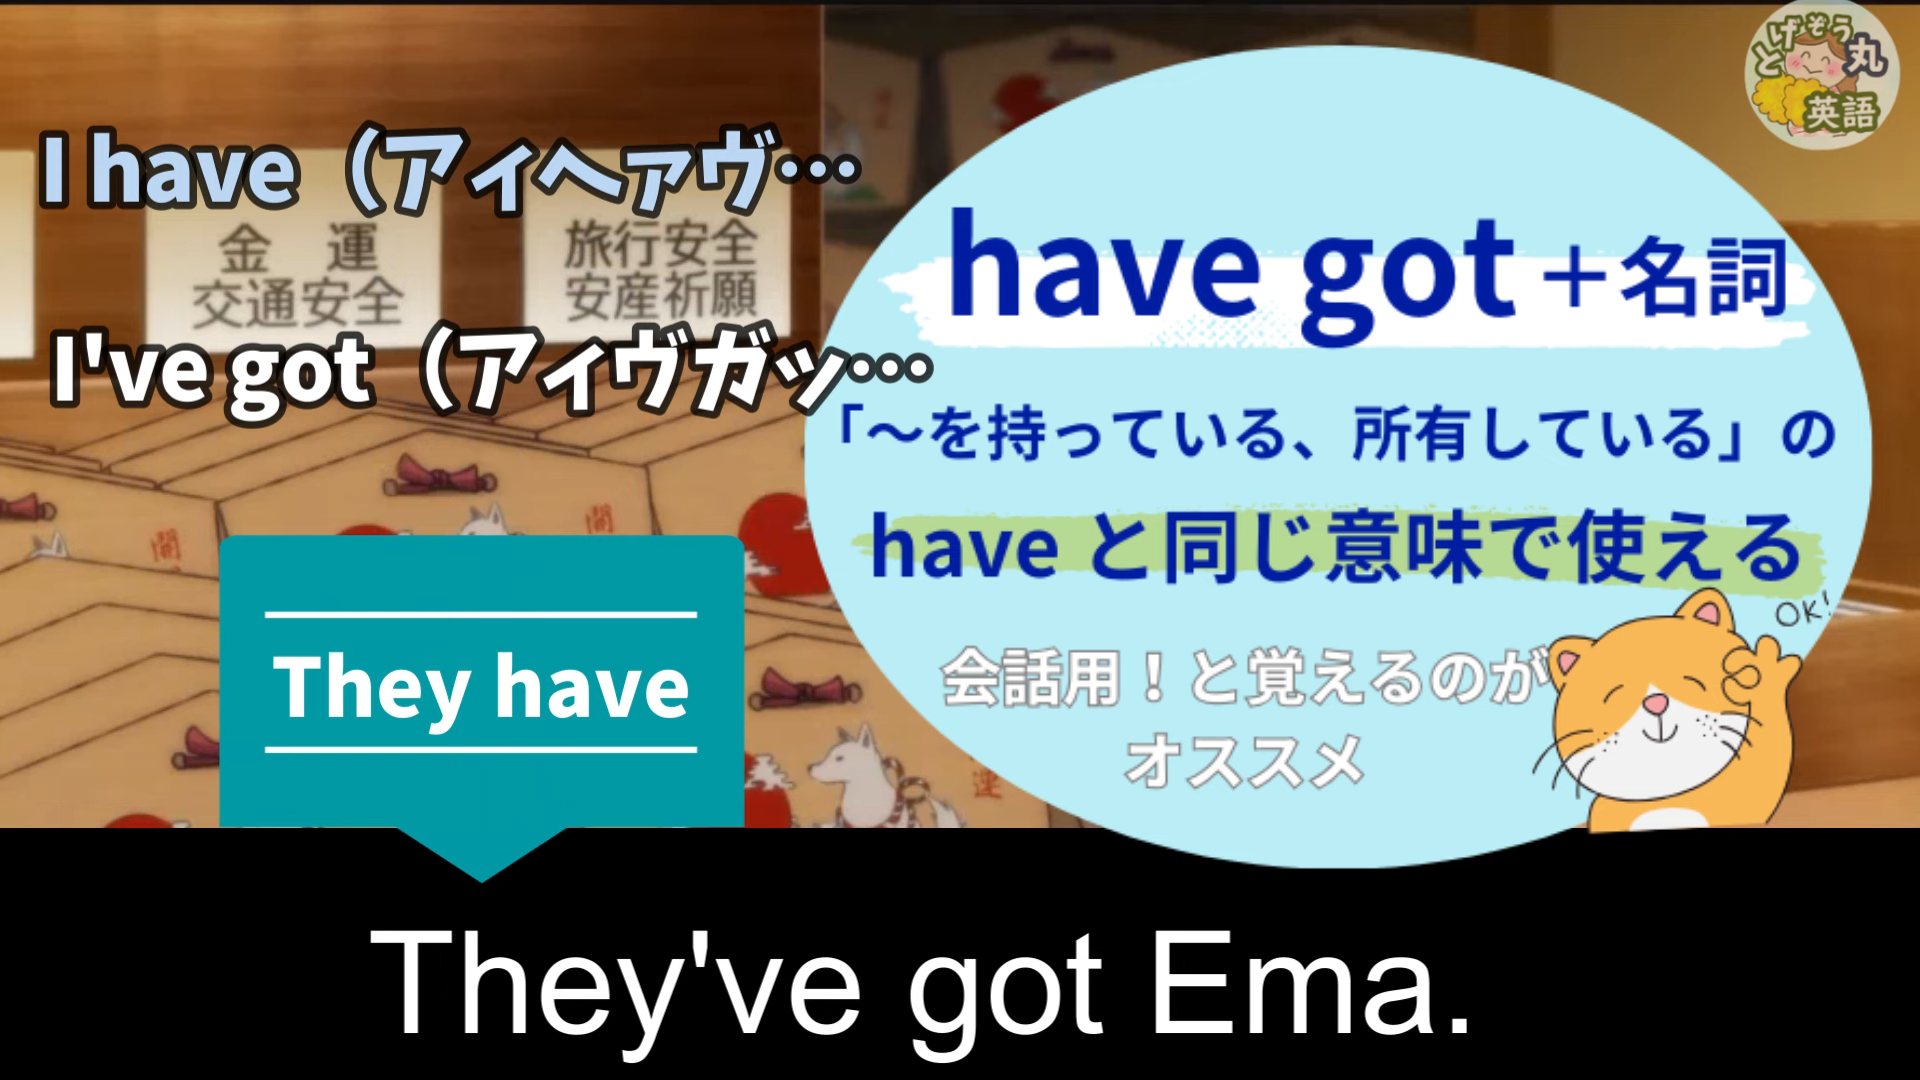 とげぞう丸
英語
I have（アィヘァヴ…
金運
交通安全
旅行安全
安産祈願
I've got（アィヴガッ…
have got＋名詞
「～を持っている、所有している」の
have と同じ意味で使える
会話用！と覚えるのが
オススメ
OK!
開
開
運
They have
They've got Ema.